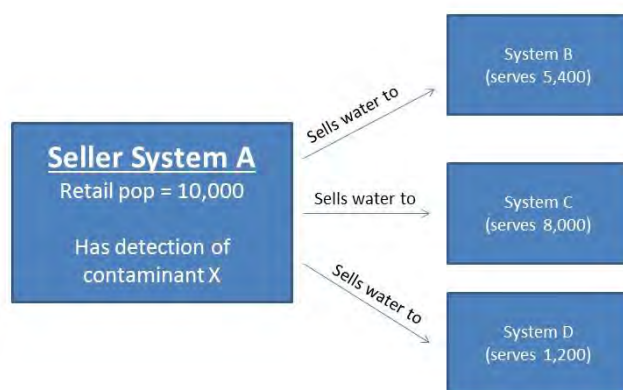 Seller System A
Retail pop = 10,000
Has detection of
contaminant X
Sells water to
System B
(serves 5,400)
Sells water to
System C
(serves 8,000)
Sells water to
System D
(serves 1,200)